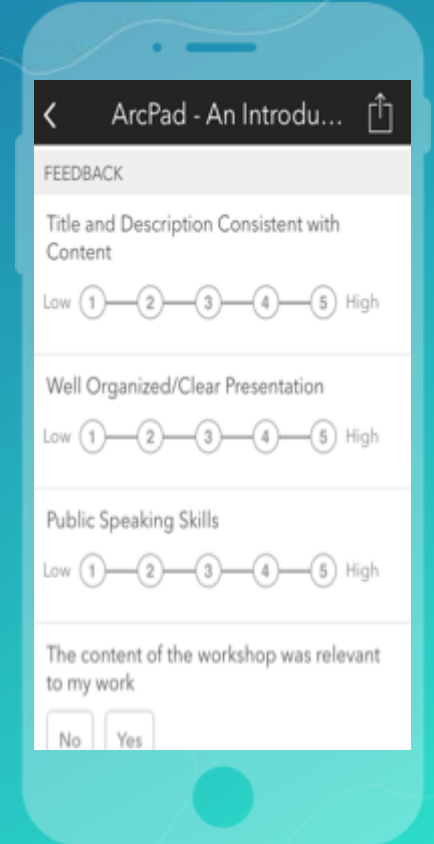 ArcPad - An Introdu...
FEEDBACK
Title and Description Consistent with
Content
Low 1 2 3 4 5 High
Well Organized/Clear Presentation
Low 1 2 3 4 5 High
Public Speaking Skills
Low 1 2 3 4 5 High
The content of the workshop was relevant
to my work
No Yes